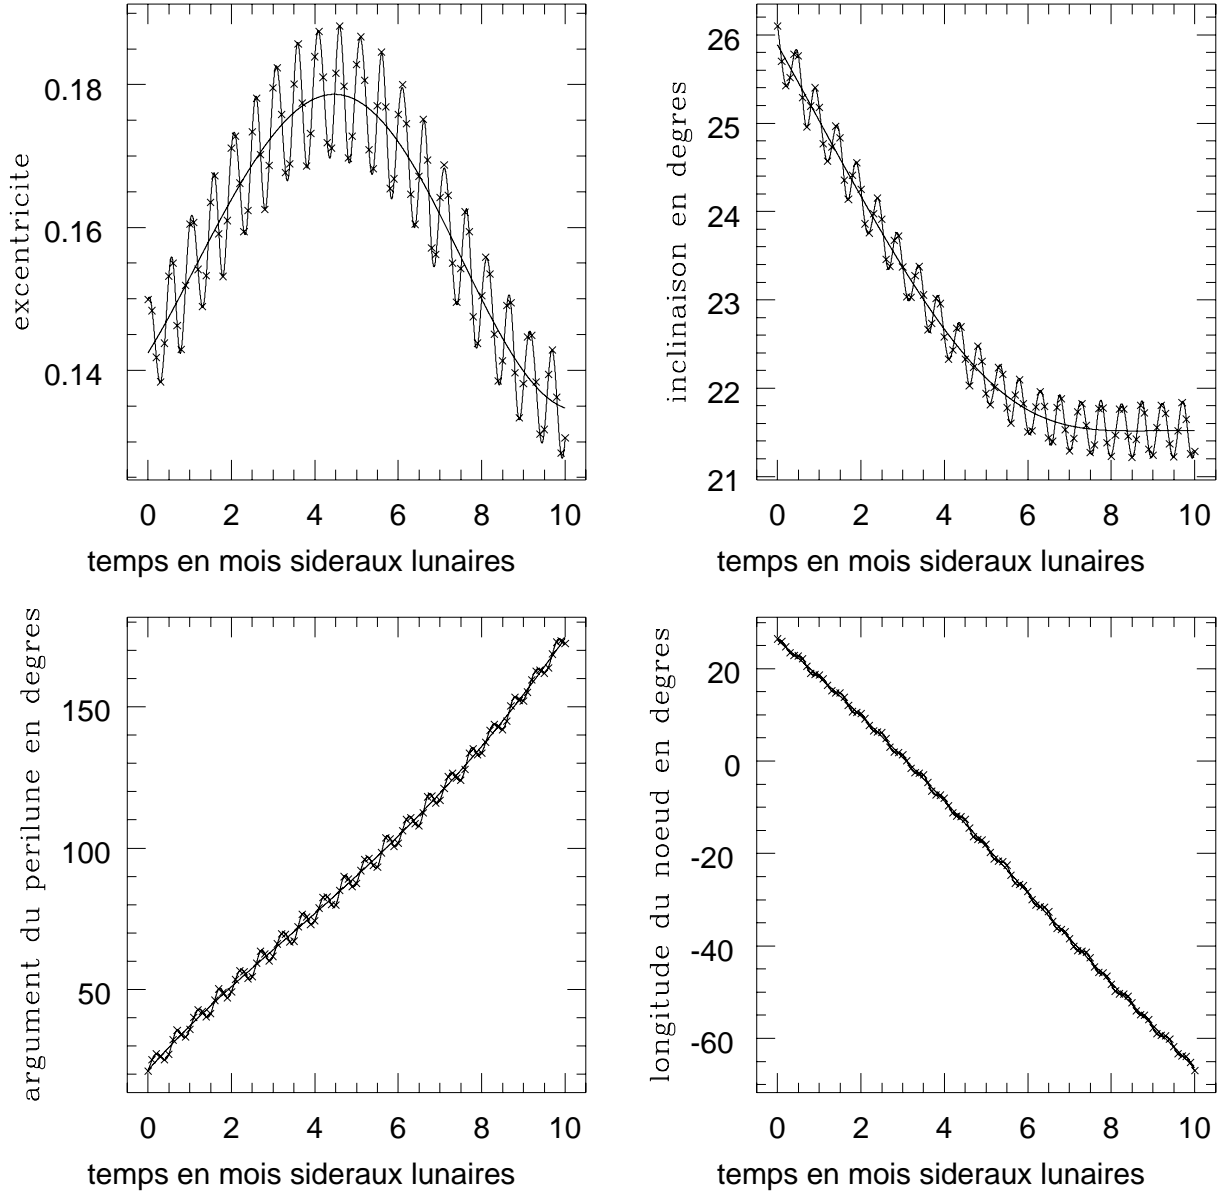 excentricite
0.18
0.16
0.14
0 2 4 6 8 10
temps en mois sideraux lunaires
inclinaison en degres
26
25
24
23
22
21
0 2 4 6 8 10
temps en mois sideraux lunaires
argument du perilune en degres
150
100
50
0 2 4 6 8 10
temps en mois sideraux lunaires
longitude du noeud en degres
20
0
-20
-40
-60
0 2 4 6 8 10
temps en mois sideraux lunaires